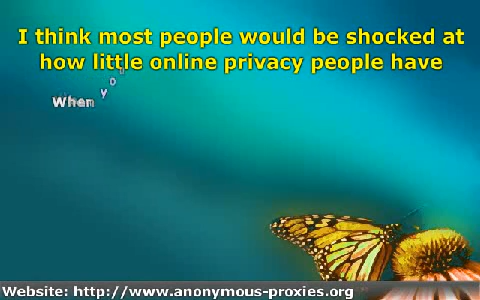 I think most people would be shocked at
how little online privacy people have
When you
Website: http://www.anonymous-proxies.org